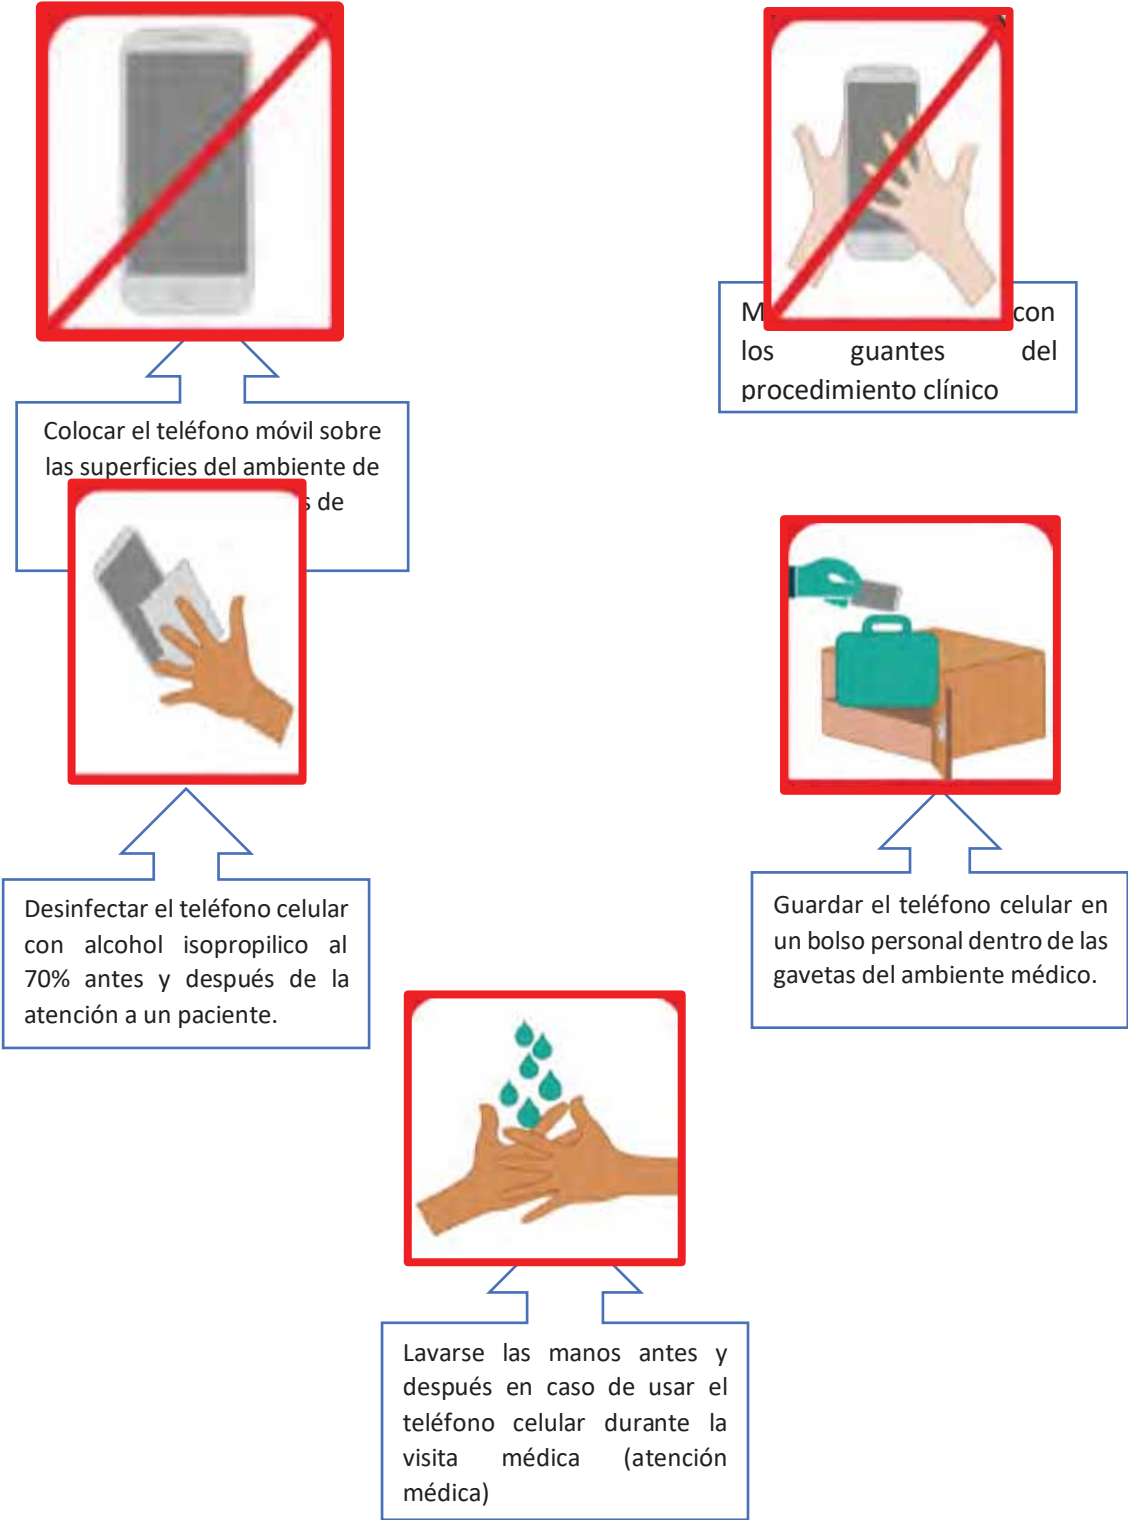 Colocar el teléfono móvil sobre
las superficies del ambiente de
de
con
los guantes del
procedimiento clínico
Desinfectar el teléfono celular
con alcohol isopropilico al
70% antes y después de la
atención a un paciente.
Guardar el teléfono celular en
un bolso personal dentro de las
gavetas del ambiente médico.
Lavarse las manos antes y
después en caso de usar el
teléfono celular durante la
visita médica (atención
médica)